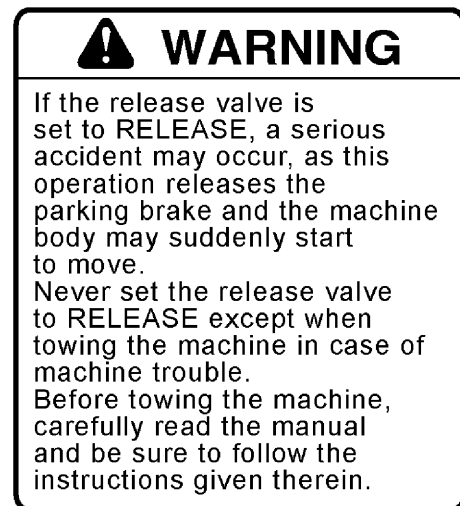 WARNING
If the release valve is
set to RELEASE, a serious
accident may occur, as this
operation releases the
parking brake and the machine
body may suddenly start
to move.
Never set the release valve
to RELEASE except when
towing the machine in case of
machine trouble.
Before towing the machine,
carefully read the manual
and be sure to follow the
instructions given therein.